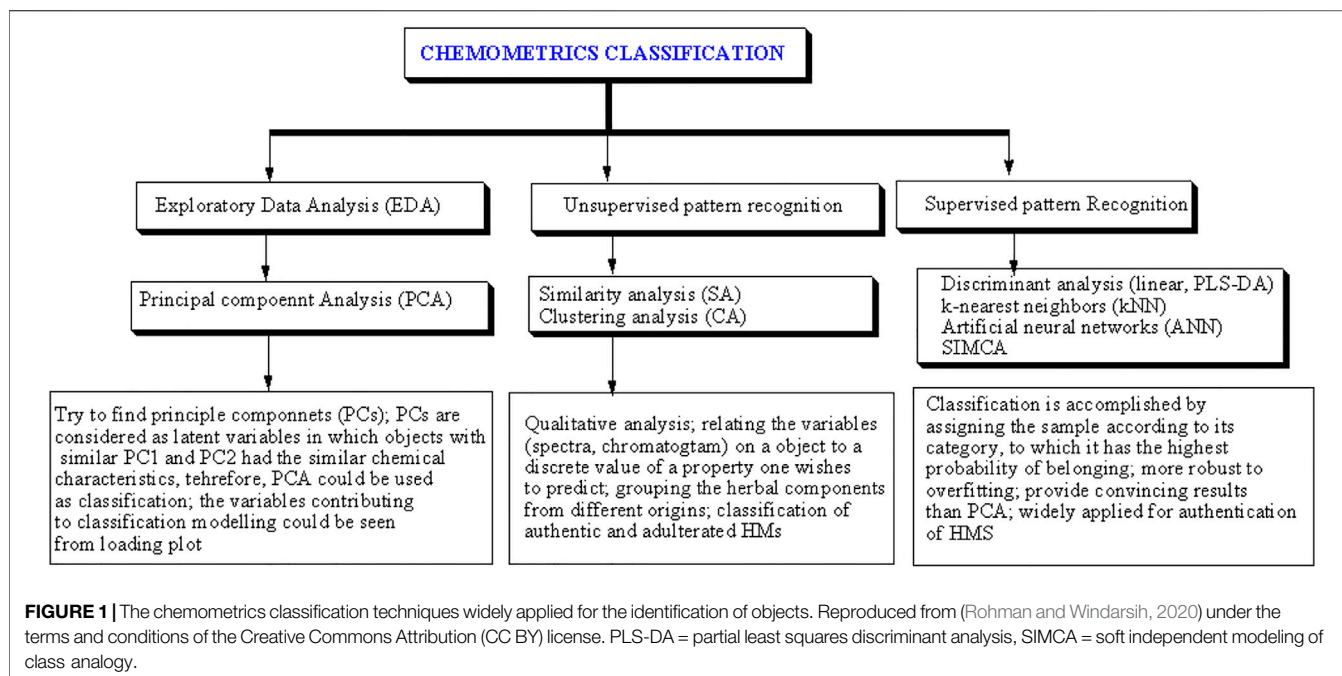 CHEMOMETRICS CLASSIFICATION
Exploratory Data Analysis (EDA)
Unsupervised pattern recognition
Supervised pattern Recognition
Principal compoennt Analysis (PCA)
Similarity analysis (SA)
Clustering analysis (CA)
Discriminant analysis (linear, PLS-DA)
k-nearest neighbors (kNN)
Artificial neural networks (ANN)
SIMCA
Try to find principle componnets (PCs); PCs are
considered as latent variables in which objects with
similar PC1 and PC2 had the similar chemical
characteristics, tehrefore, PCA could be used
as classification; the variables contributing
to classification modelling could be seen
from loading plot
Qualitative analysis; relating the variables
(spectra, chromatogtam) on a object to a
discrete value of a property one wishes
to predict; grouping the herbal components
from different origins; classification of
authentic and adulterated HMs
Classification is accomplished by
assigning the sample according to its
category, to which it has the highest
probability of belonging; more robust to
overfitting; provide convincing results
than PCA; widely applied for authentication
of HMS
FIGURE 1 | The chemometrics classification techniques widely applied for the identification of objects. Reproduced from (Rohman and Windarsih, 2020) under the
terms and conditions of the Creative Commons Attribution (CC BY) license. PLS-DA = partial least squares discriminant analysis, SIMCA = soft independent modeling of
class analogy.